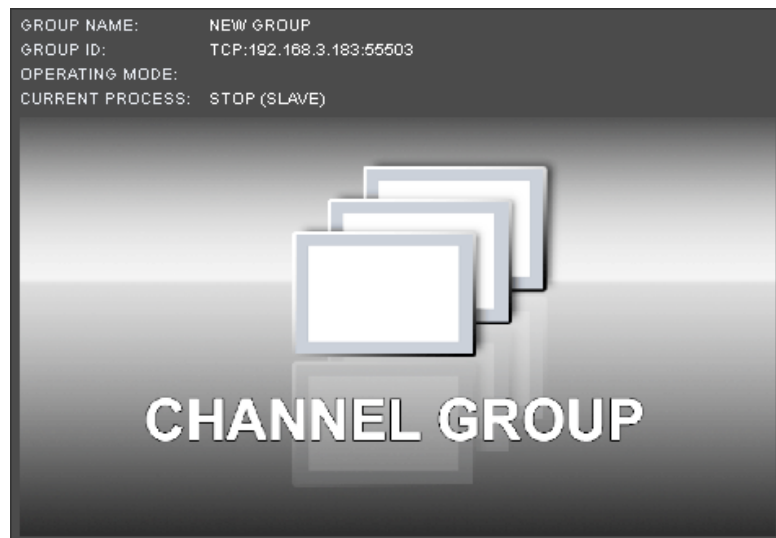 GROUP NAME: NEW GROUP
GROUP ID: TCP:192.168.3.183:55503
OPERATING MODE:
CURRENT PROCESS: STOP (SLAVE)
CHANNEL GROUP